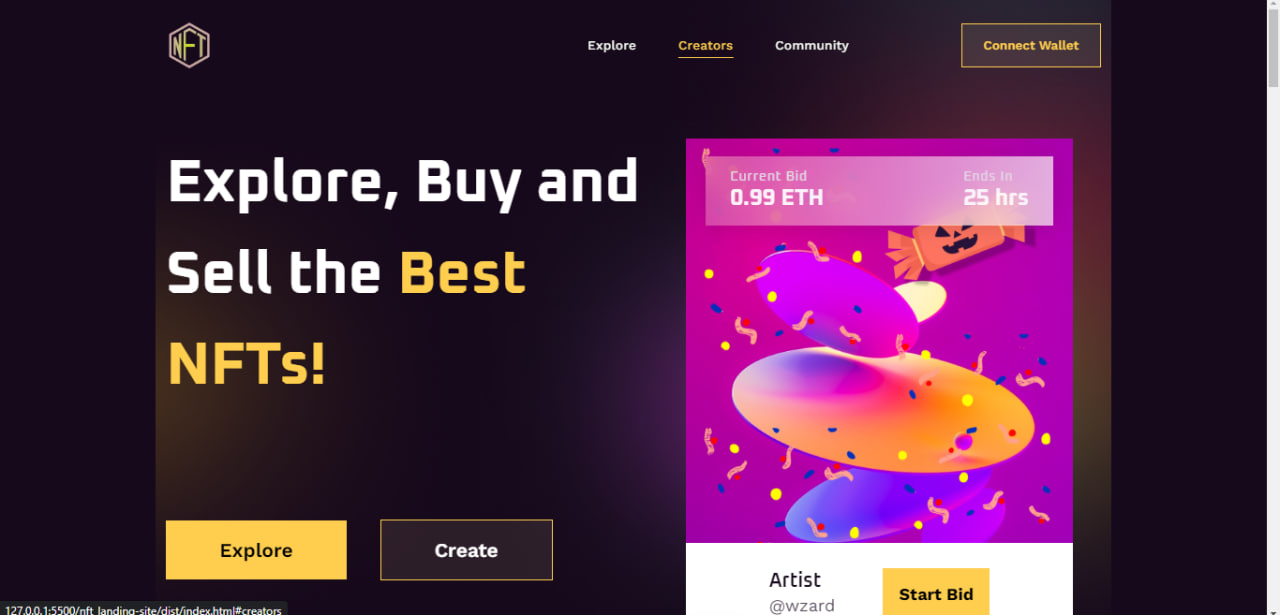 NFT
Explore
Creators
Community
Connect Wallet
Explore, Buy and
Sell the Best
NFTs!
Current Bid
Ends In
0.99 ETH
25 hrs
Explore
Create
Artist
@wzard
Start Bid
127.0.0.1:5500/nft_landing-site/dist/index.html#creators